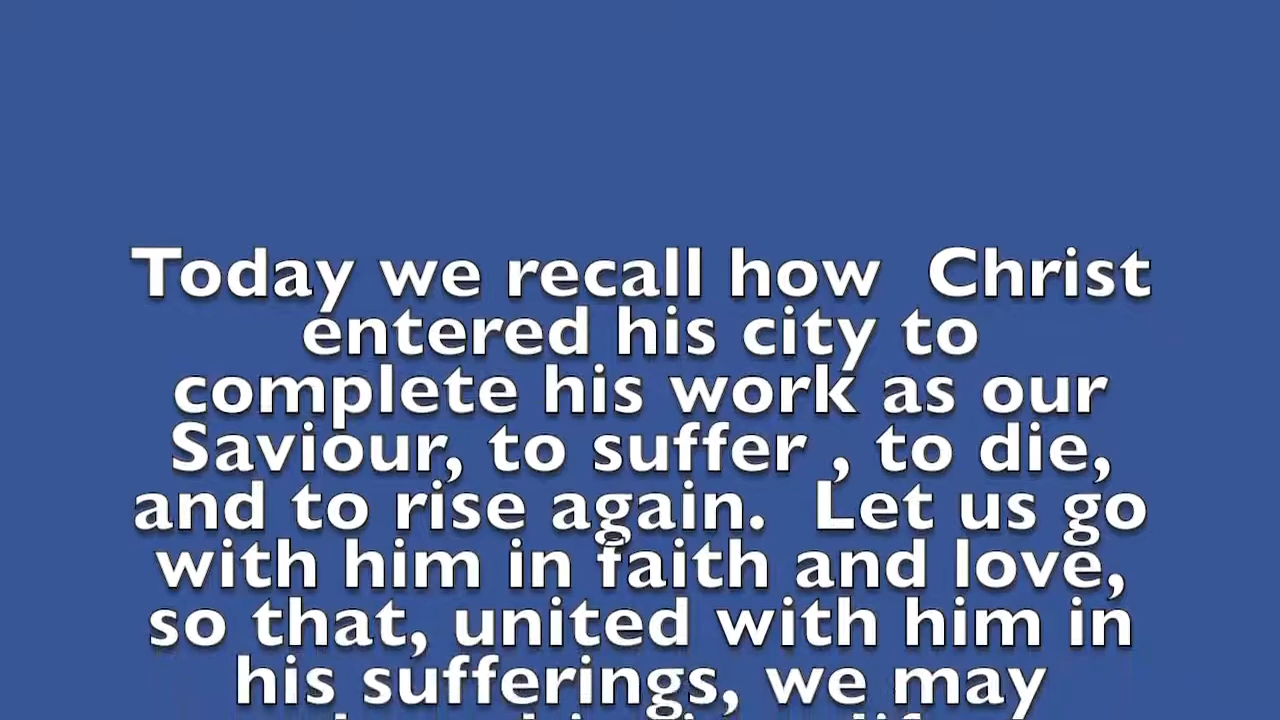 Today we recall how  Christ
entered his city to
complete his work as our
Saviour, to suffer , to die,
and to rise again.  Let us go
with him in faith and love,
so that, united with him in
his sufferings, we may